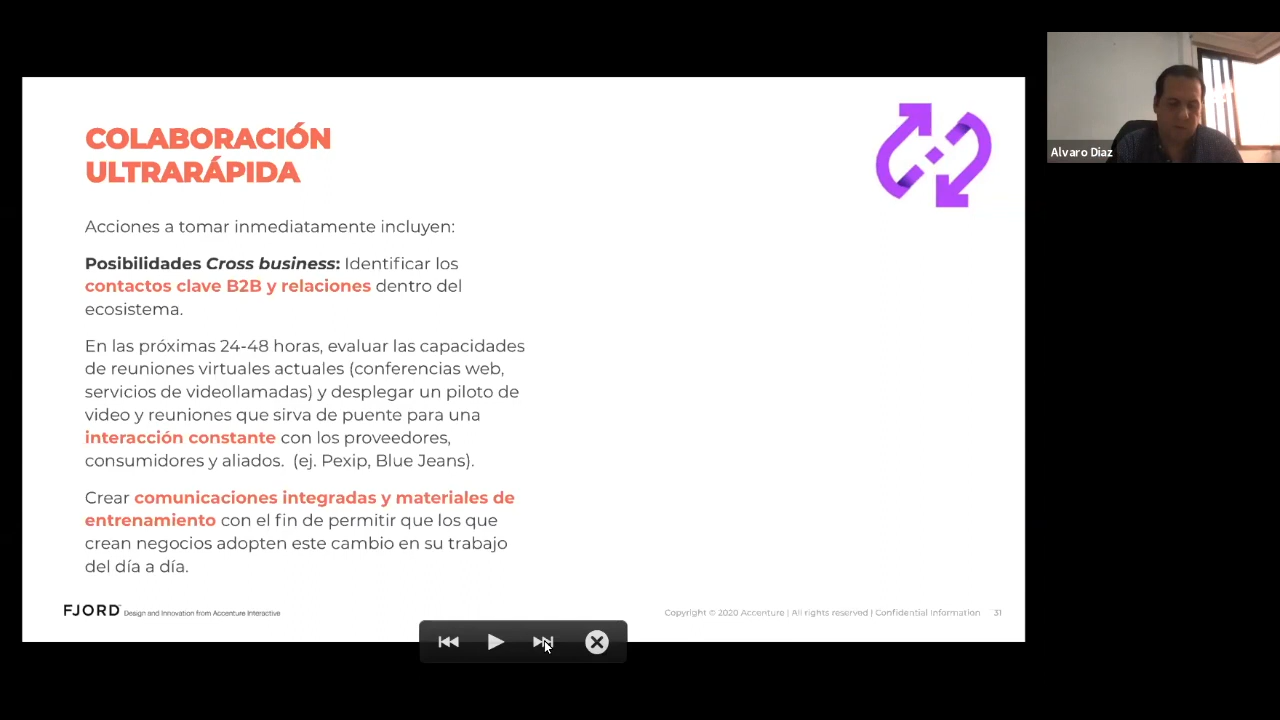 COLABORACIÓN
ULTRARÁPIDA
Acciones a tomar inmediatamente incluyen:
Posibilidades Cross business: Identificar los
contactos clave B2B y relaciones dentro del
ecosistema.
En las próximas 24-48 horas, evaluar las capacidades
de reuniones virtuales actuales (conferencias web,
servicios de videollamadas) y desplegar un piloto de
video y reuniones que sirva de puente para una
interacción constante con los proveedores,
consumidores y aliados.  (ej. Pexip, Blue Jeans).
Crear comunicaciones integradas y materiales de
entrenamiento con el fin de permitir que los que
crean negocios adopten este cambio en su trabajo
del día a día.
FJORD Design and Innovation from Accenture Interactive
Copyright © 2020 Accenture | All rights reserved | Confidential Information 31
Alvaro Diaz